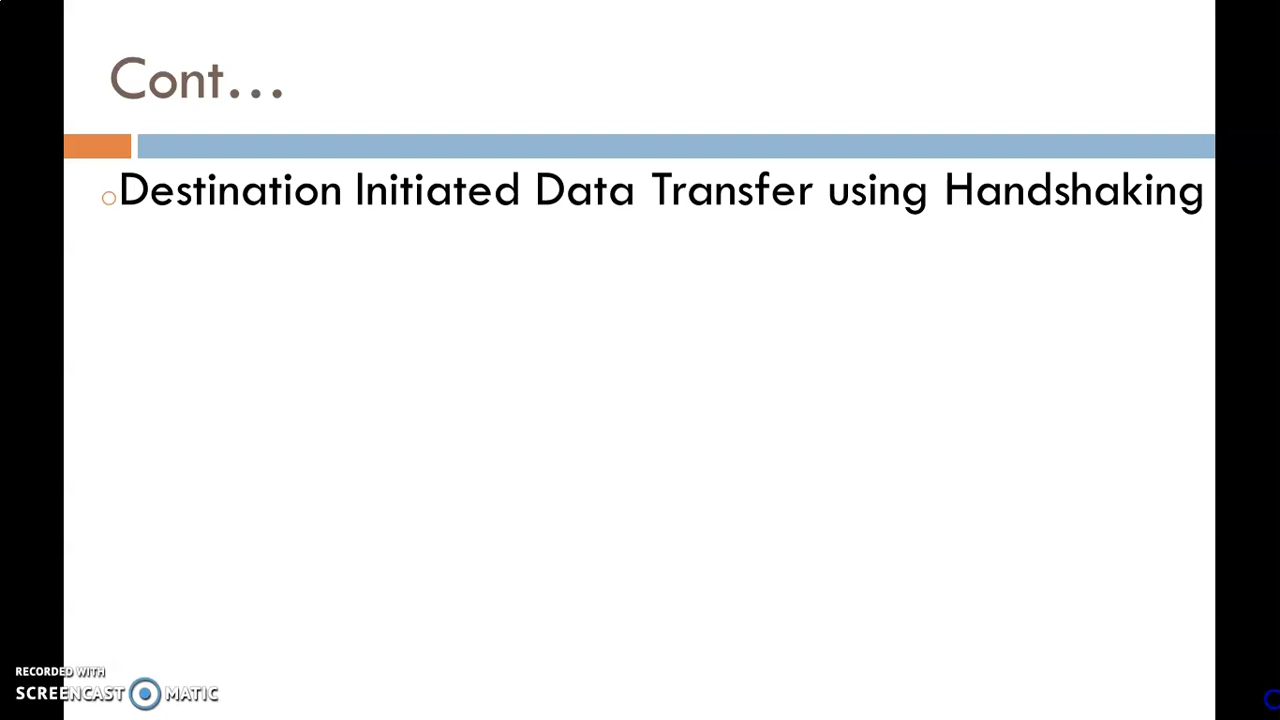 Cont...
Destination Initiated Data Transfer using Handshaking
RECORDED WITH
SCREENCAST MATIC